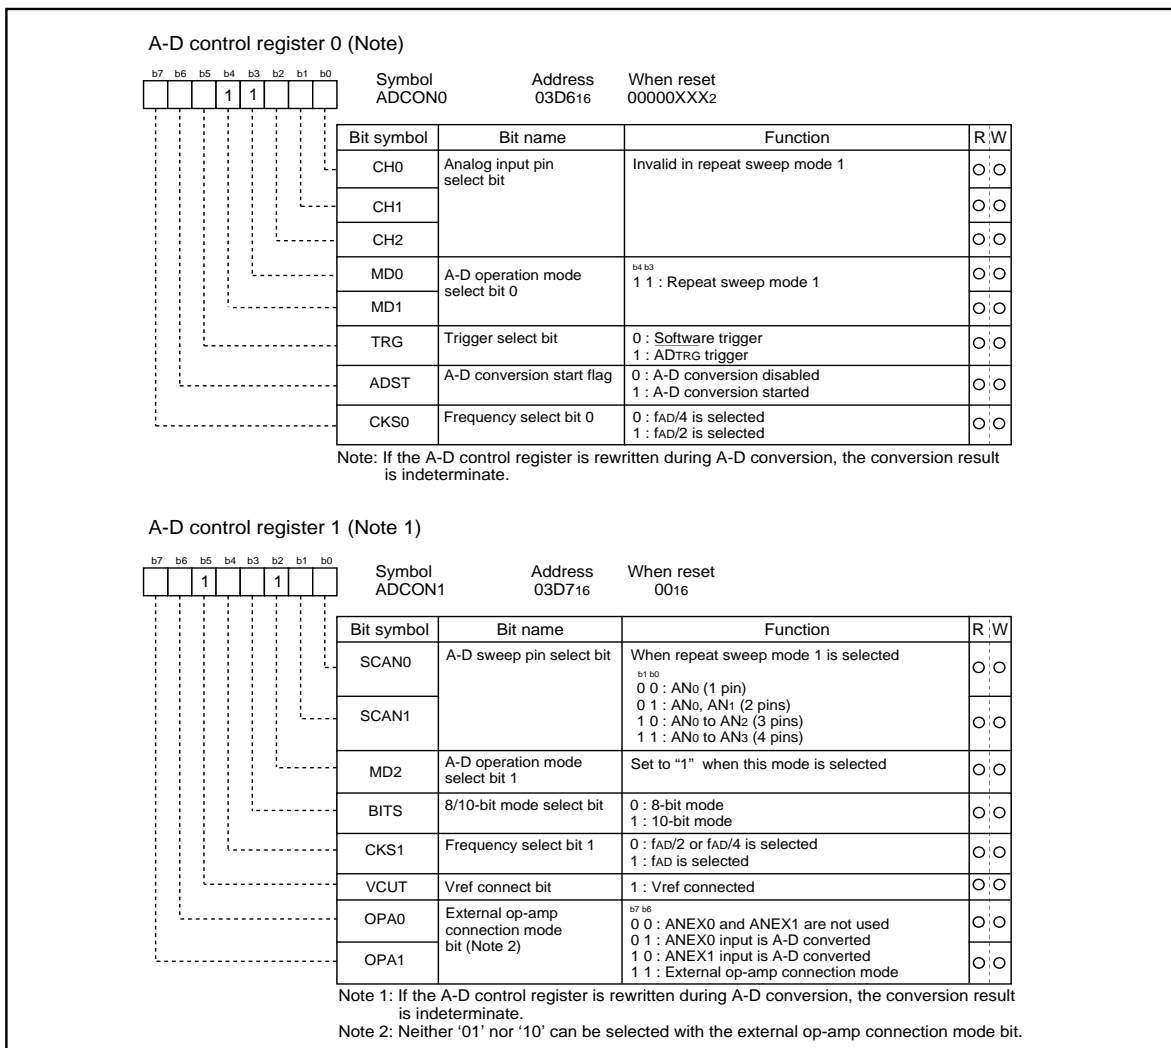 A-D control register 0 (Note)
b7 b6 b5 b4 b3 b2 b1 b0
1 1
Symbol Address When reset
ADCON0 03D616 00000XXX2
Bit symbol Bit name Function R W
CH0 Analog input pin select bit Invalid in repeat sweep mode 1
CH1
CH2
MD0 A-D operation mode select bit 0 b4 b3
1 1 : Repeat sweep mode 1
MD1
TRG Trigger select bit 0 : Software trigger
1 : ADTRG trigger
ADST A-D conversion start flag 0 : A-D conversion disabled
1 : A-D conversion started
CKS0 Frequency select bit 0 0 : fAD/4 is selected
1 : fAD/2 is selected
Note: If the A-D control register is rewritten during A-D conversion, the conversion result
is indeterminate.
A-D control register 1 (Note 1)
b7 b6 b5 b4 b3 b2 b1 b0
1 1
Symbol Address When reset
ADCON1 03D716 0016
Bit symbol Bit name Function R W
SCAN0 A-D sweep pin select bit When repeat sweep mode 1 is selected
b1 b0
0 0 : AN0 (1 pin)
0 1 : AN0, AN1 (2 pins)
SCAN1 1 0 : AN0 to AN2 (3 pins)
1 1 : AN0 to AN3 (4 pins)
MD2 A-D operation mode select bit 1 Set to “1” when this mode is selected
BITS 8/10-bit mode select bit 0 : 8-bit mode
1 : 10-bit mode
CKS1 Frequency select bit 1 0 : fAD/2 or fAD/4 is selected
1 : fAD is selected
VCUT Vref connect bit 1 : Vref connected
OPA0 External op-amp connection mode bit (Note 2) b7 b6
0 0 : ANEX0 and ANEX1 are not used
0 1 : ANEX0 input is A-D converted
OPA1 1 0 : ANEX1 input is A-D converted
1 1 : External op-amp connection mode
Note 1: If the A-D control register is rewritten during A-D conversion, the conversion result
is indeterminate.
Note 2: Neither ‘01’ nor ‘10’ can be selected with the external op-amp connection mode bit.